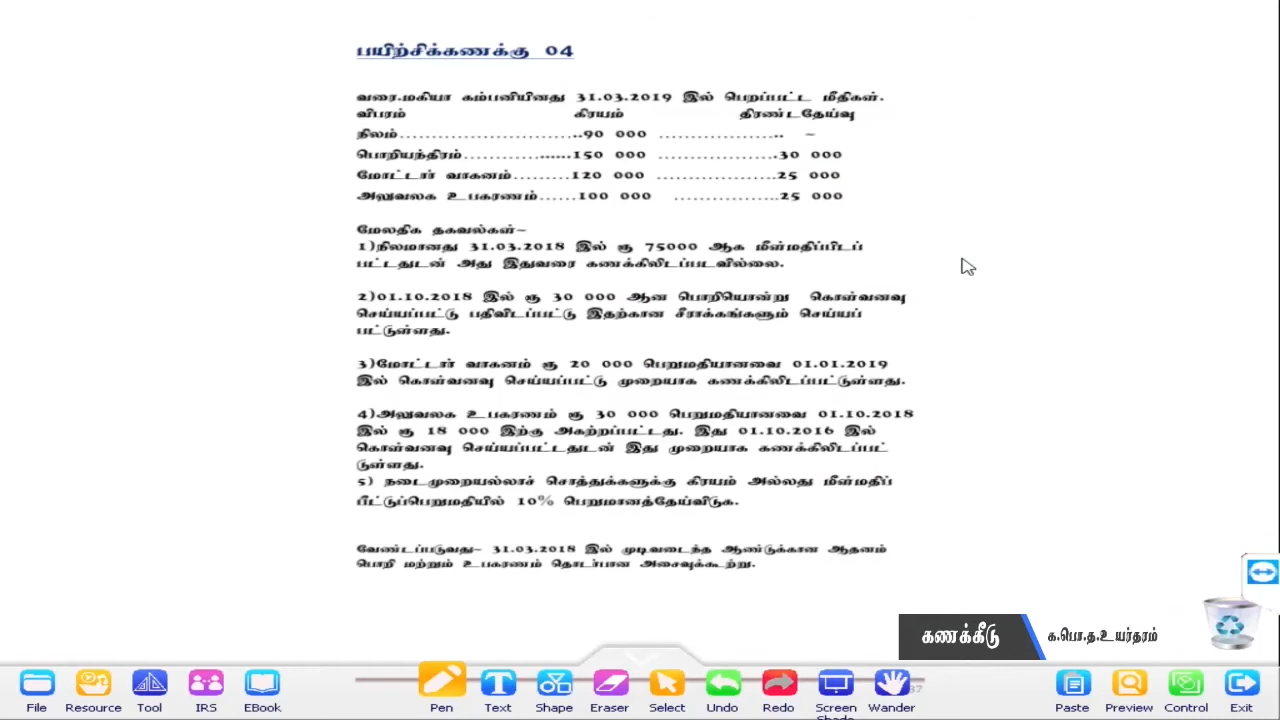 பயிற்சிக்கணக்கு 04
வரை.மகியா கம்பனியினது 31.03.2019 இல் பெறப்பட்ட மீதிகள்.
விபரம் கிரயம் திரண்டதேய்வு
நிலம்..............................90 000 .................... ~
பொறியந்திரம்..................150 000 ...................30 000
மோட்டார் வாகனம்.........120 000 ...................25 000
அலுவலக உபகரணம்......100 000 .................25 000
மேலதிக தகவல்கள்~
1)நிலமானது 31.03.2018 இல் ரூ 75000 ஆக மீள்மதிப்பிடப்
பட்டதுடன் அது இதுவரை கணக்கிலிடப்படவில்லை.
2)01.10.2018 இல் ரூ 30 000 ஆன பொறியொன்று கொள்வனவு
செய்யப்பட்டு பதிவிடப்பட்டு இதற்கான சீராக்கங்களும் செய்யப்
பட்டுள்ளது.
3)மோட்டார் வாகனம் ரூ 20 000 பெறுமதியானவை 01.01.2019
இல் கொள்வனவு செய்யப்பட்டு முறையாக கணக்கிலிடப்பட்டுள்ளது.
4)அலுவலக உபகரணம் ரூ 30 000 பெறுமதியானவை 01.10.2018
இல் ரூ 18 000 இற்கு அகற்றப்பட்டது. இது 01.10.2016 இல்
கொள்வனவு செய்யப்பட்டதுடன் இது முறையாக கணக்கிலிடப்பட்
டுள்ளது.
5) நடைமுறையல்லாச் சொத்துக்களுக்கு கிரயம் அல்லது மீள்மதிப்
பீட்டுப்பெறுமதியில் 10% பெறுமானத்தேய்விடுக.
வேண்டப்படுவது~ 31.03.2018 இல் முடிவடைந்த ஆண்டுக்கான ஆதனம்
பொறி மற்றும் உபகரணம் தொடர்பான அசைவுக்கூற்று.
கணக்கீடு க.பொ.த.உயர்தரம்
File Resource Tool IRS EBook Pen Text Shape Eraser Select Undo Redo Screen Wander Paste Preview Control Exit